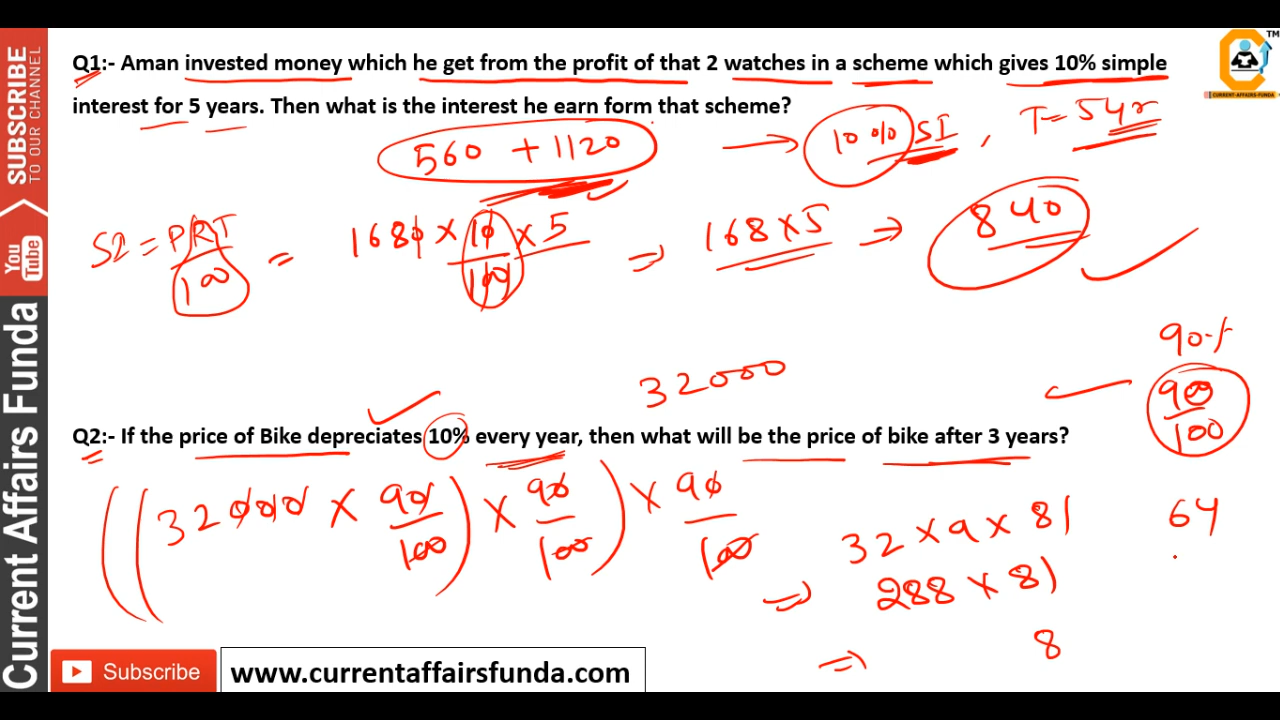 Q1:- Aman invested money which he get from the profit of that 2 watches in a scheme which gives 10% simple
interest for 5 years. Then what is the interest he earn form that scheme?
560 + 1120 → 10% SI , T= 5yr
SI = PRT/100 = 1680 × 10/100 × 5 ⇒ 168×5 → 840
90%
32000
90/100
Q2:- If the price of Bike depreciates 10% every year, then what will be the price of bike after 3 years?
((32000 × 90/100) × 90/100) × 90/100
⇒ 32 × 9 × 81
64
288 × 81
⇒ 8
Subscribe
www.currentaffairsfunda.com
SUBSCRIBE
TO OUR CHANNEL
You
Tube
Current Affairs Funda
TM
CURRENT-AFFAIRS-FUNDA